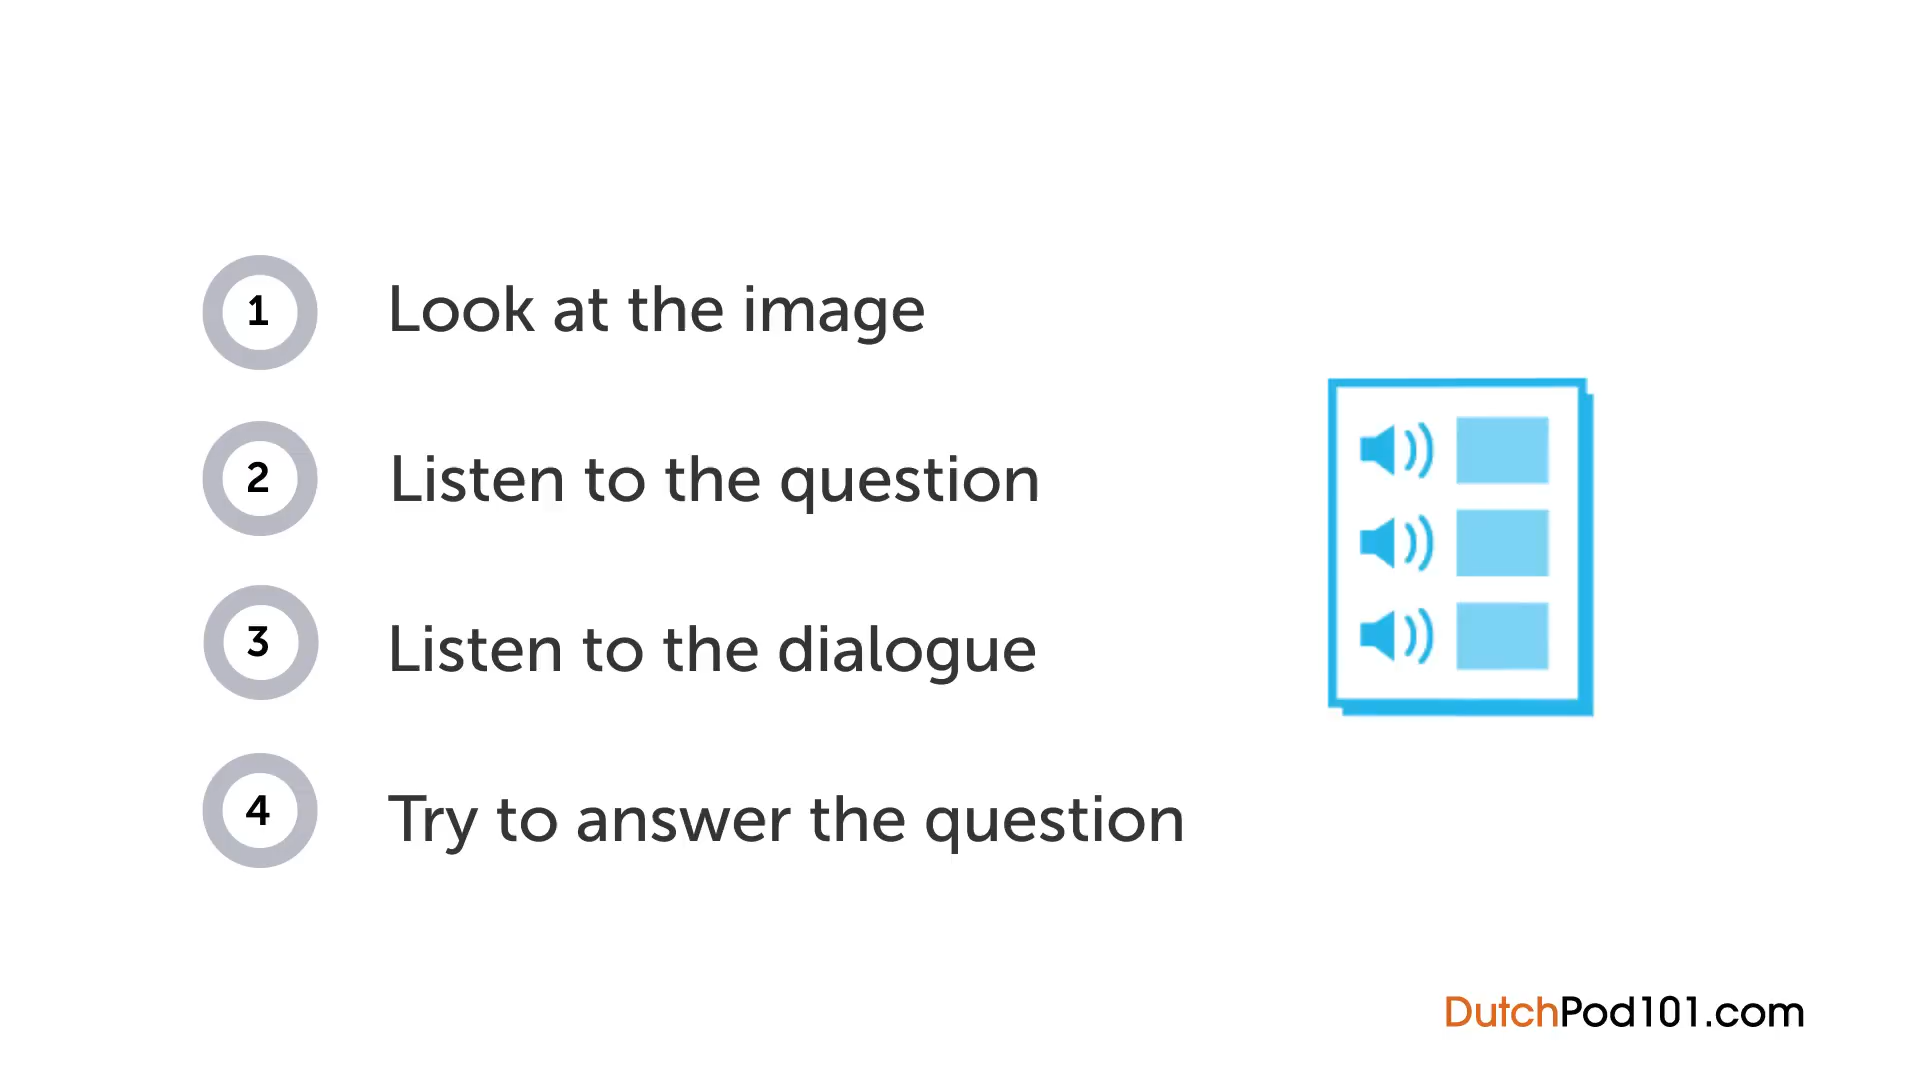 1 Look at the image
2 Listen to the question
3 Listen to the dialogue
4 Try to answer the question
DutchPod101.com